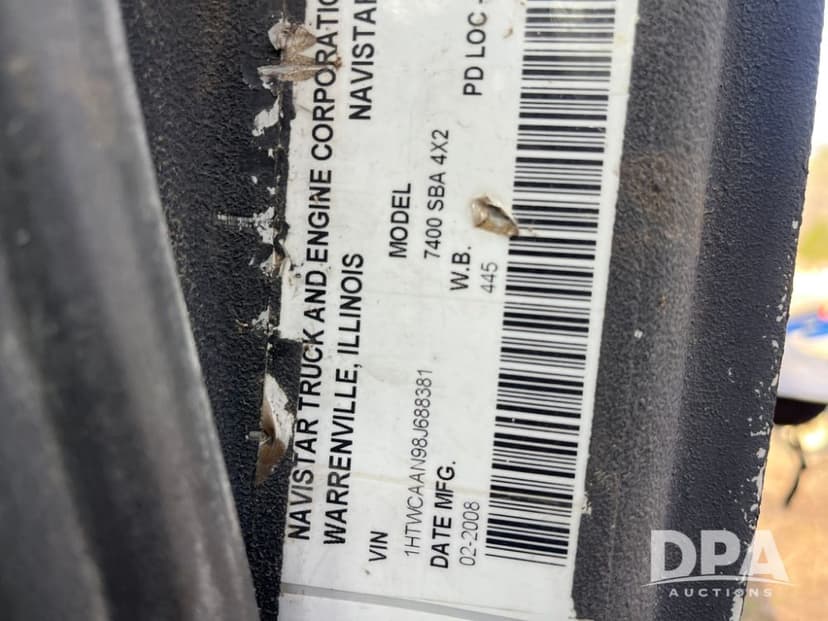 NAVISTAR TRUCK AND ENGINE CORPORATIO
WARRENVILLE, ILLINOIS
NAVISTAR
VIN
1HTWCAAN98J688381
MODEL
7400 SBA 4X2
DATE MFG.
02-2008
W.B.
445
PD LOC -
DPA
AUCTIONS